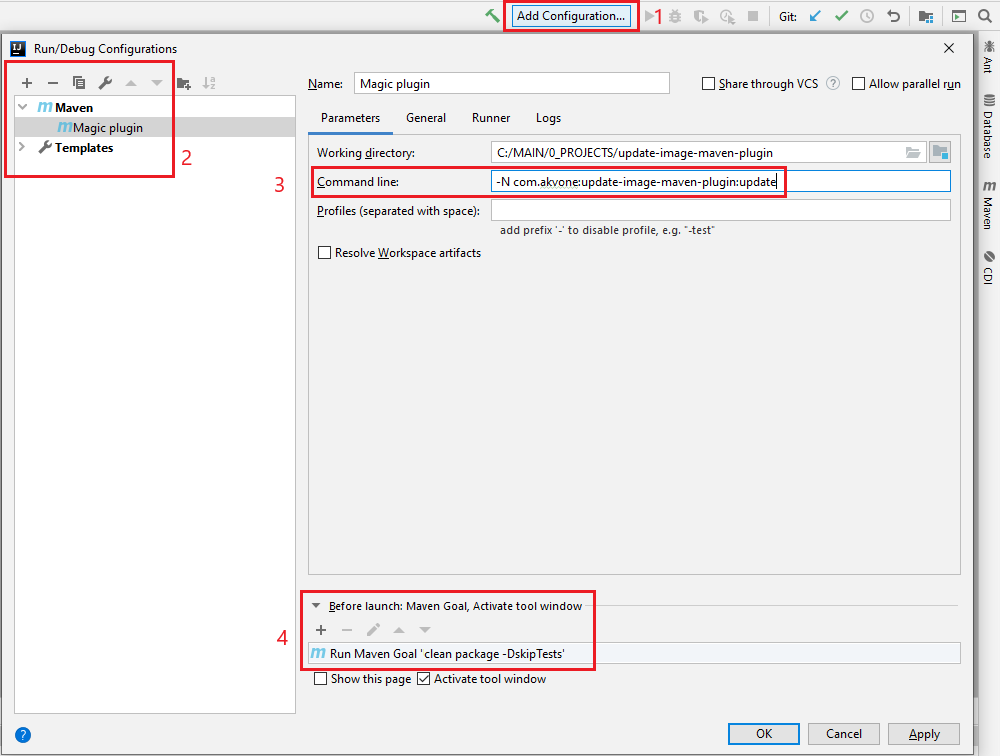 Add Configuration...
1
Git:
Run/Debug Configurations
Name: Magic plugin
Share through VCS ?
Allow parallel run
Maven
Magic plugin
Templates
2
Parameters General Runner Logs
Working directory: C:/MAIN/0_PROJECTS/update-image-maven-plugin
3
Command line: -N com.akvone:update-image-maven-plugin:update
Profiles (separated with space):
add prefix '-' to disable profile, e.g. "-test"
Resolve Workspace artifacts
4
Before launch: Maven Goal, Activate tool window
Run Maven Goal 'clean package -DskipTests'
Show this page Activate tool window
? OK Cancel Apply
Ant
Database
Maven
CDI